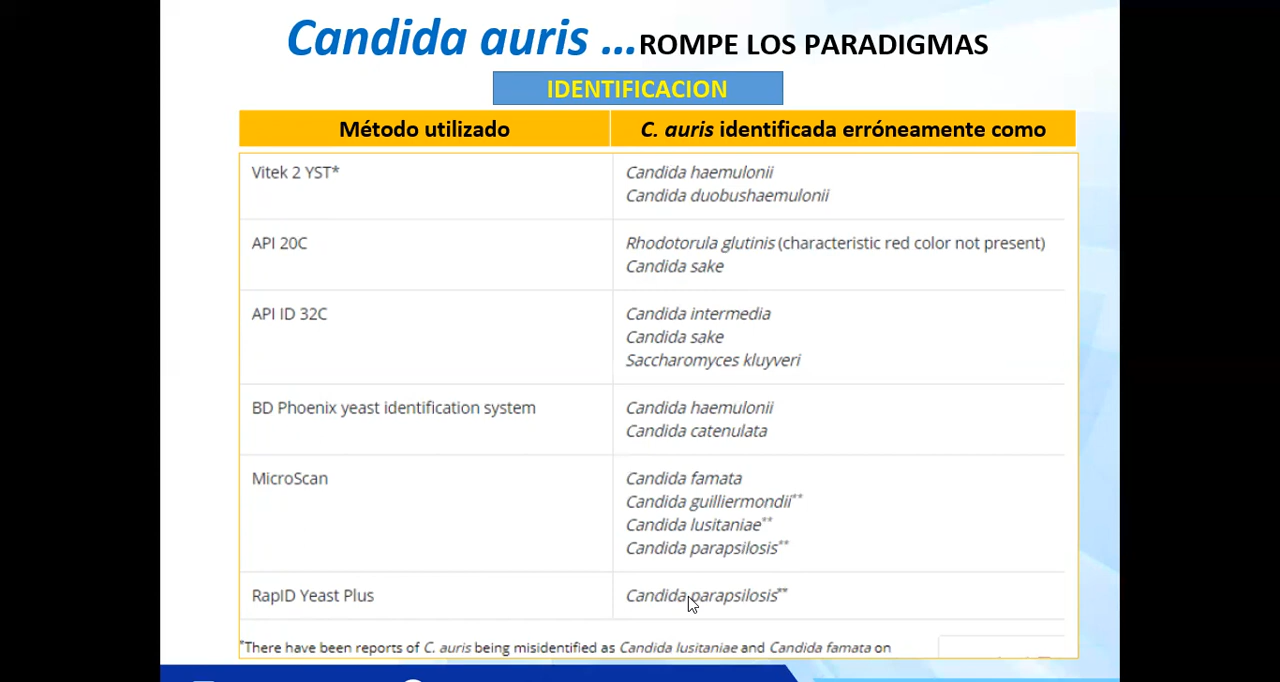 Candida auris ...ROMPE LOS PARADIGMAS
IDENTIFICACION
Método utilizado C. auris identificada erróneamente como
Vitek 2 YST* Candida haemulonii
Candida duobushaemulonii
API 20C Rhodotorula glutinis (characteristic red color not present)
Candida sake
API ID 32C Candida intermedia
Candida sake
Saccharomyces kluyveri
BD Phoenix yeast identification system Candida haemulonii
Candida catenulata
MicroScan Candida famata
Candida guilliermondii**
Candida lusitaniae**
Candida parapsilosis**
RapID Yeast Plus Candida parapsilosis**
*There have been reports of C. auris being misidentified as Candida lusitaniae and Candida famata on